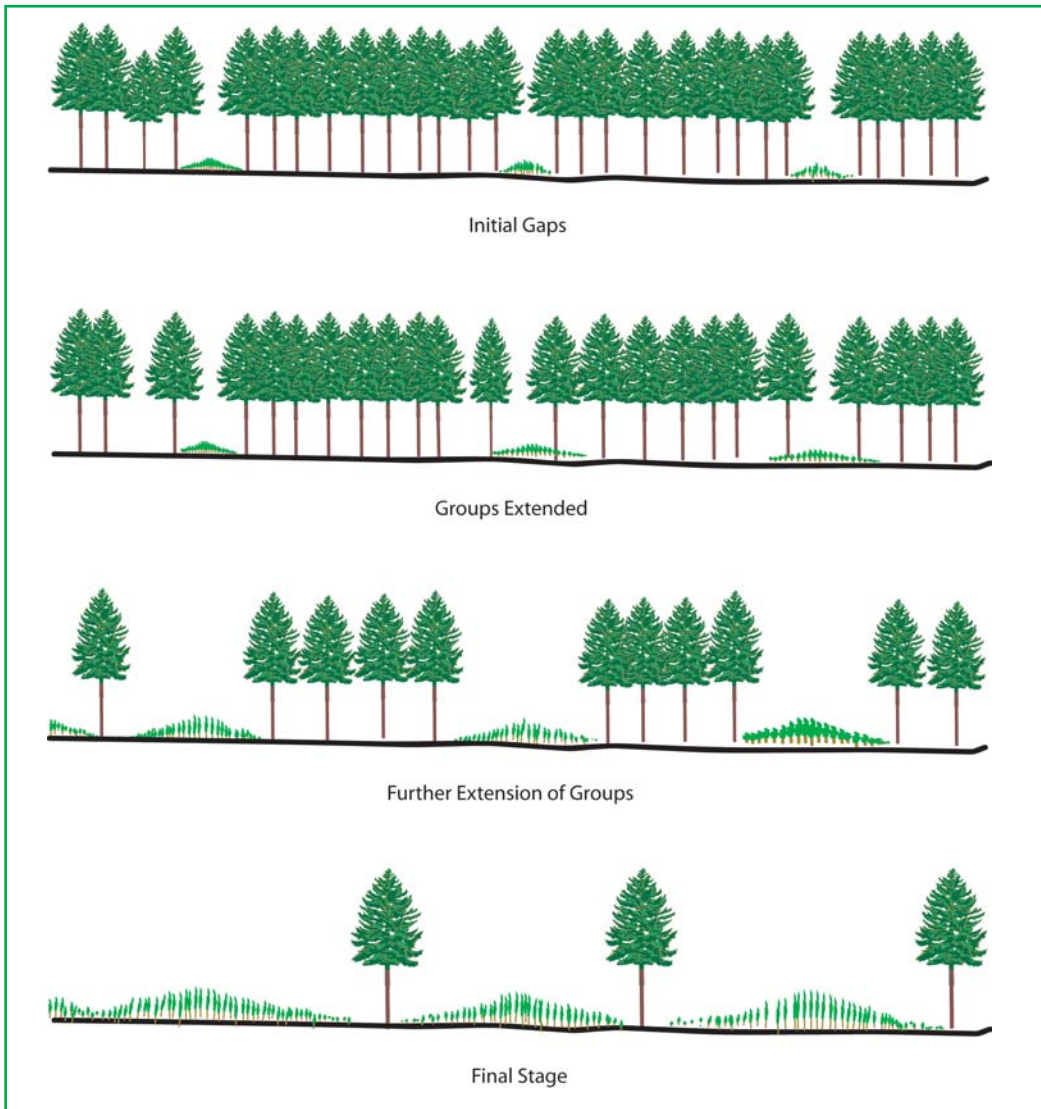 Initial Gaps
Groups Extended
Further Extension of Groups
Final Stage